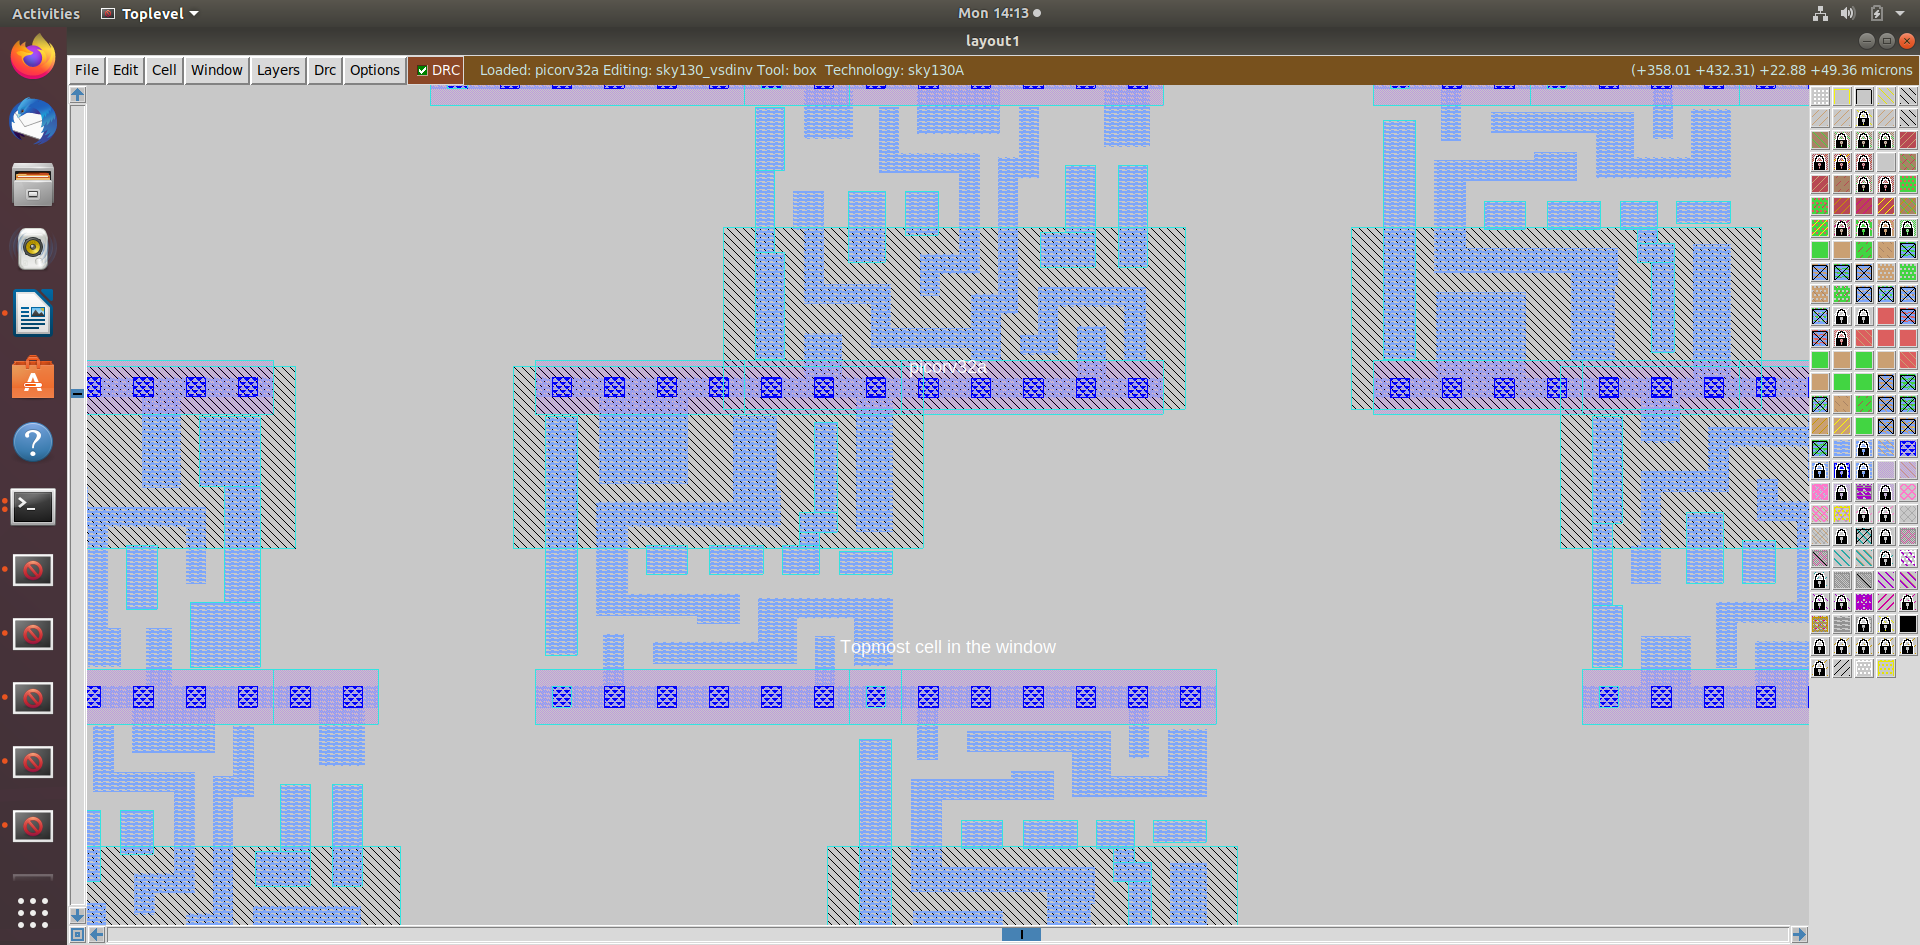 Activities
Toplevel
Mon 14:13
layout1
File Edit Cell Window Layers Drc Options DRC Loaded: picorv32a Editing: sky130_vsdinv Tool: box Technology: sky130A (+358.01 +432.31) +22.88 +49.36 microns
picorv32a
Topmost cell in the window